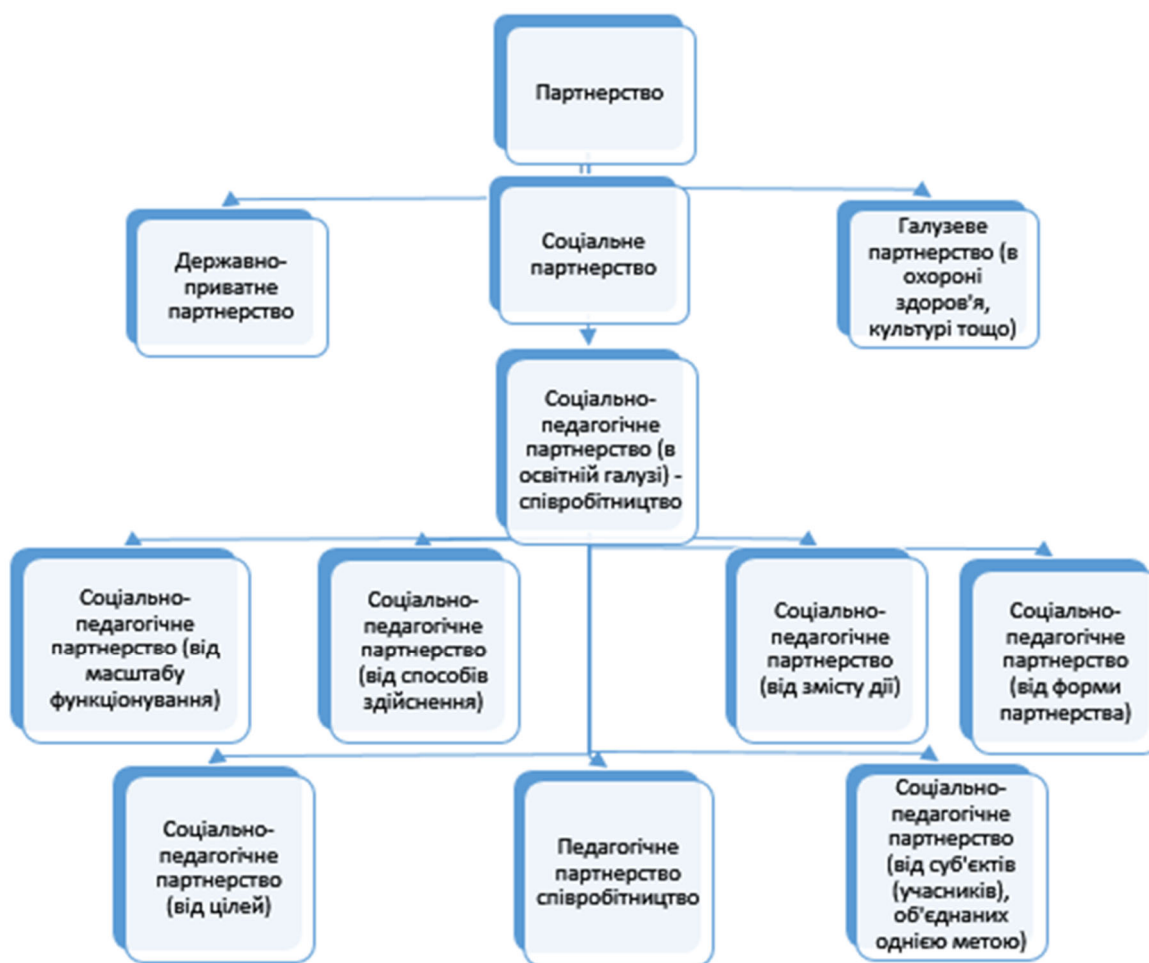 Партнерство
Державно-
приватне
партнерство
Соціальне
партнерство
Галузеве
партнерство (в
охороні
здоров'я,
культурі тощо)
Соціально-
педагогічне
партнерство (в
освітній галузі) -
співробітництво
Соціально-
педагогічне
партнерство (від
масштабу
функціонування)
Соціально-
педагогічне
партнерство
(від способів
здійснення)
Соціально-
педагогічне
партнерство
(від змісту дії)
Соціально-
педагогічне
партнерство
(від форми
партнерства)
Соціально-
педагогічне
партнерство
(від цілей)
Педагогічне
партнерство
співробітництво
Соціально-
педагогічне
партнерство
(від суб'єктів
(учасників),
об'єднаних
однією метою)